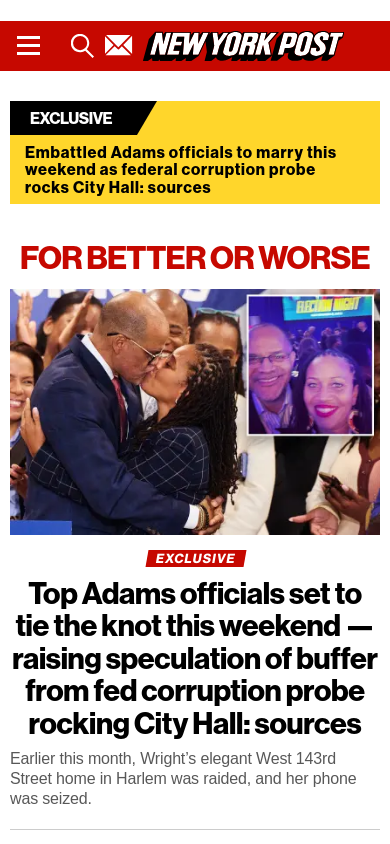 NEW YORK POST
EXCLUSIVE
Embattled Adams officials to marry this
weekend as federal corruption probe
rocks City Hall: sources
FOR BETTER OR WORSE
ELECTION NIGHT
EXCLUSIVE
Top Adams officials set to
tie the knot this weekend —
raising speculation of buffer
from fed corruption probe
rocking City Hall: sources
Earlier this month, Wright’s elegant West 143rd
Street home in Harlem was raided, and her phone
was seized.